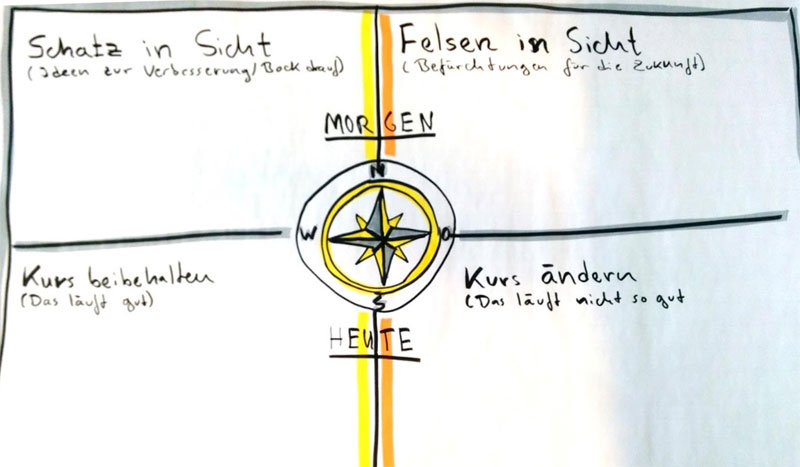 Schatz in Sicht
(Ideen zur Verbesserung/Bock drauf)
Felsen in Sicht
(Befürchtungen für die Zukunft)
MORGEN
N
W
O
S
Kurs beibehalten
(Das läuft gut)
Kurs ändern
(Das läuft nicht so gut
HEUTE